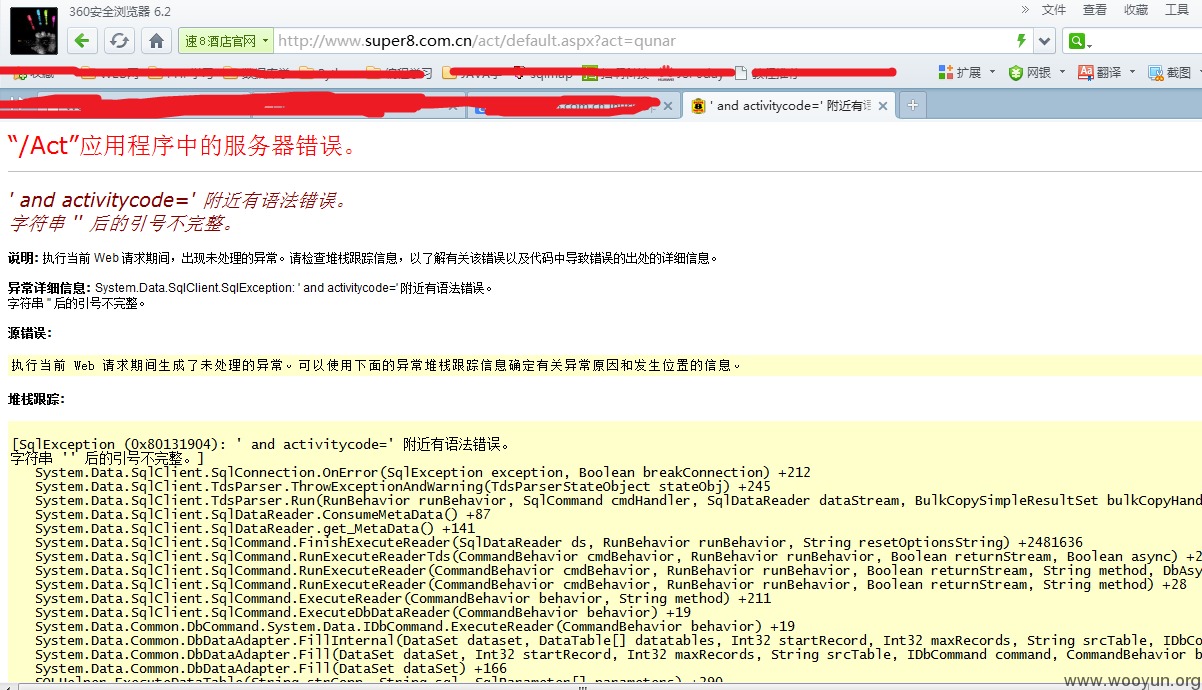 360安全浏览器 6.2
» 文件 查看 收藏 工具
速8酒店官网 http://www.super8.com.cn/act/default.aspx?act=qunar
扩展 网银 翻译 截图
' and activitycode=' 附近有语
“/Act”应用程序中的服务器错误。
' and activitycode=' 附近有语法错误。
字符串 '' 后的引号不完整。
说明: 执行当前 Web 请求期间，出现未处理的异常。请检查堆栈跟踪信息，以了解有关该错误以及代码中导致错误的出处的详细信息。
异常详细信息: System.Data.SqlClient.SqlException: ' and activitycode=' 附近有语法错误。
字符串 '' 后的引号不完整。
源错误:
执行当前 Web 请求期间生成了未处理的异常。可以使用下面的异常堆栈跟踪信息确定有关异常原因和发生位置的信息。
堆栈跟踪:
[SqlException (0x80131904): ' and activitycode=' 附近有语法错误。
字符串 '' 后的引号不完整。]
System.Data.SqlClient.SqlConnection.OnError(SqlException exception, Boolean breakConnection) +212
System.Data.SqlClient.TdsParser.ThrowExceptionAndWarning(TdsParserStateObject stateObj) +245
System.Data.SqlClient.TdsParser.Run(RunBehavior runBehavior, SqlCommand cmdHandler, SqlDataReader dataStream, BulkCopySimpleResultSet bulkCopyHand
System.Data.SqlClient.SqlDataReader.ConsumeMetaData() +87
System.Data.SqlClient.SqlDataReader.get_MetaData() +141
System.Data.SqlClient.SqlCommand.FinishExecuteReader(SqlDataReader ds, RunBehavior runBehavior, String resetOptionsString) +2481636
System.Data.SqlClient.SqlCommand.RunExecuteReaderTds(CommandBehavior cmdBehavior, RunBehavior runBehavior, Boolean returnStream, Boolean async) +2
System.Data.SqlClient.SqlCommand.RunExecuteReader(CommandBehavior cmdBehavior, RunBehavior runBehavior, Boolean returnStream, String method, DbAsy
System.Data.SqlClient.SqlCommand.RunExecuteReader(CommandBehavior cmdBehavior, RunBehavior runBehavior, Boolean returnStream, String method) +28
System.Data.SqlClient.SqlCommand.ExecuteReader(CommandBehavior behavior, String method) +211
System.Data.SqlClient.SqlCommand.ExecuteDbDataReader(CommandBehavior behavior) +19
System.Data.Common.DbCommand.System.Data.IDbCommand.ExecuteReader(CommandBehavior behavior) +19
System.Data.Common.DbDataAdapter.FillInternal(DataSet dataset, DataTable[] datatables, Int32 startRecord, Int32 maxRecords, String srcTable, IDbCo
System.Data.Common.DbDataAdapter.Fill(DataSet dataSet, Int32 startRecord, Int32 maxRecords, String srcTable, IDbCommand command, CommandBehavior b
System.Data.Common.DbDataAdapter.Fill(DataSet dataSet) +166
SQLHelper.ExecuteDataTable(String strConn, String sql, SqlParameter[] parameters) +290
www.wooyun.org